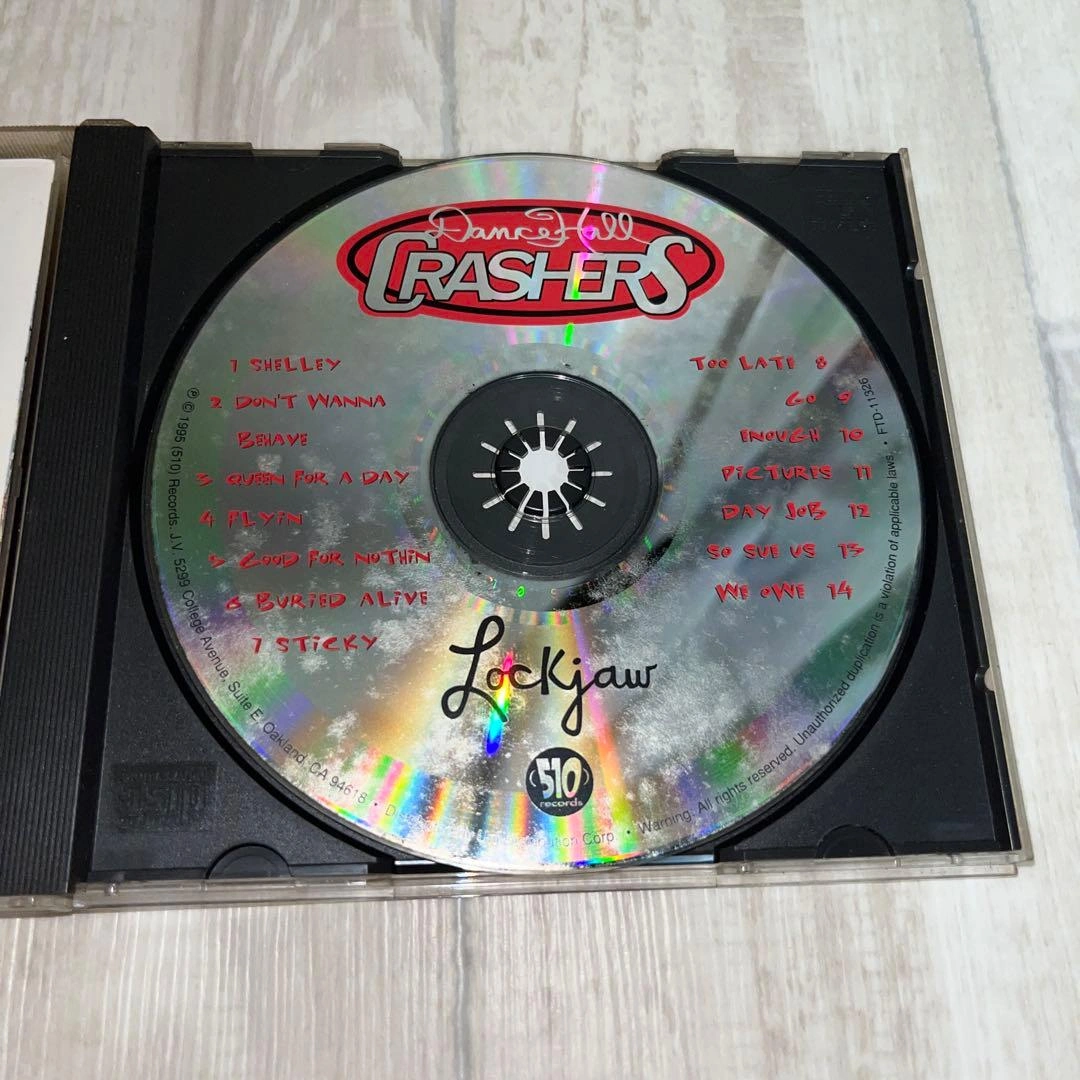 Dance Hall
CRASHERS
1 SHELLEY
2 DON'T WANNA
BEHAVE
3 QUEEN FOR A DAY
4 FLYIN
5 GOOD FOR NOTHIN
6 BURIED ALIVE
7 STICKY
TOO LATE 8
GO 9
ENOUGH 10
PICTURES 11
DAY JOB 12
SO SUE US 13
WE OWE 14
Lockjaw
510
records
℗ © 1995 (510) Records. J.V. 5299 College Avenue, Suite E, Oakland, CA 94618 • Distribution Corp. • Warning. All rights reserved. Unauthorized duplication is a violation of applicable laws. • FTD-11326